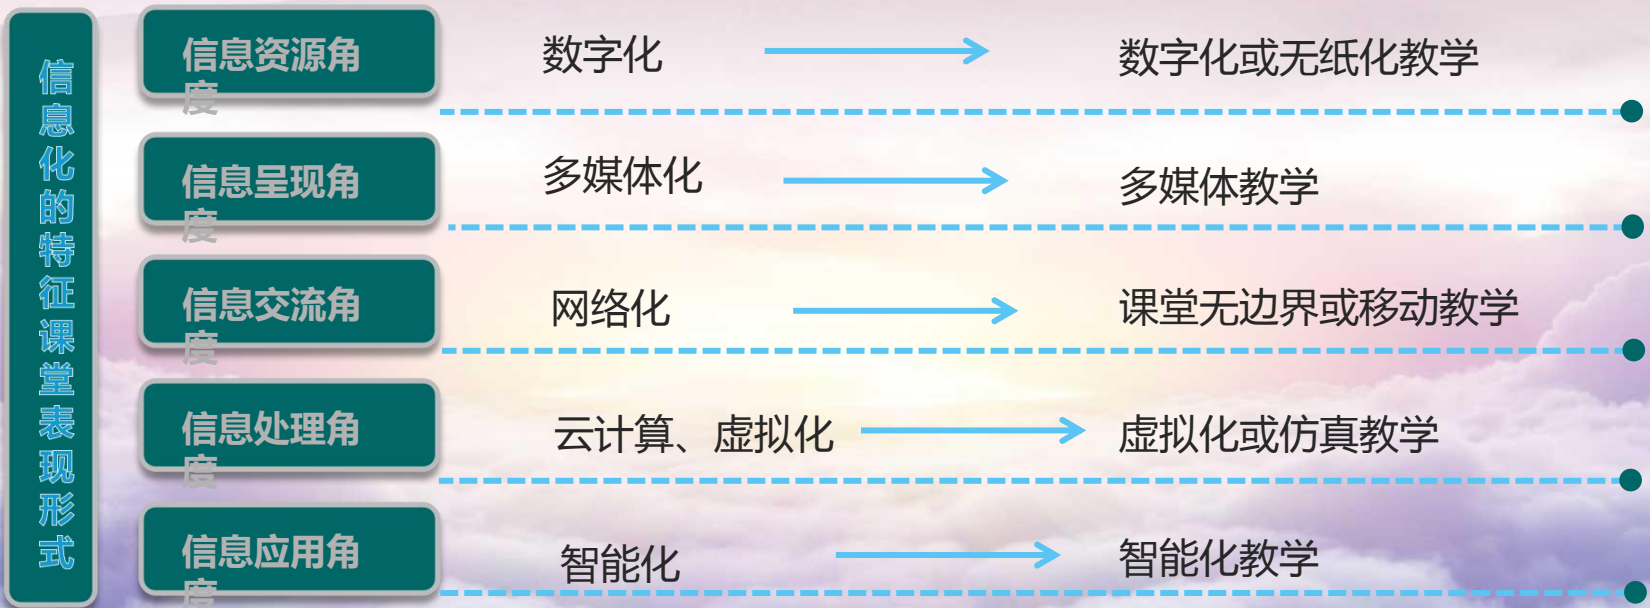 信息化的特征课堂表现形式
信息资源角
度
数字化
数字化或无纸化教学
信息呈现角
度
多媒体化
多媒体教学
信息交流角
度
网络化
课堂无边界或移动教学
信息处理角
度
云计算、虚拟化
虚拟化或仿真教学
信息应用角
度
智能化
智能化教学